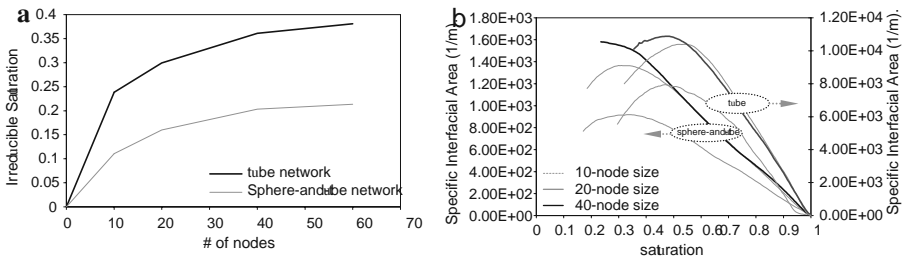 a
0.4
0.35
0.3
0.25
0.2
0.15
0.1
0.05
0
Irreducible Saturation
tube network
Sphere-and-tube network
0 10 20 30 40 50 60 70
# of nodes
b
Specific Interfacial Area (1/m)
1.80E+03
1.60E+03
1.40E+03
1.20E+03
1.00E+03
8.00E+02
6.00E+02
4.00E+02
2.00E+02
0.00E+00
tube
sphere-and-tube
10-node size
20-node size
40-node size
0 0.1 0.2 0.3 0.4 0.5 0.6 0.7 0.8 0.9 1
saturation
1.20E+04
1.00E+04
8.00E+03
6.00E+03
4.00E+03
2.00E+03
0.00E+00
Specific Interfacial Area (1/m).